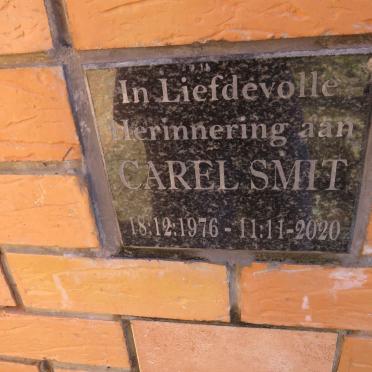 In Liefdevolle
Herinnering aan
CAREL SMIT
18:12:1976 - 11:11-2020